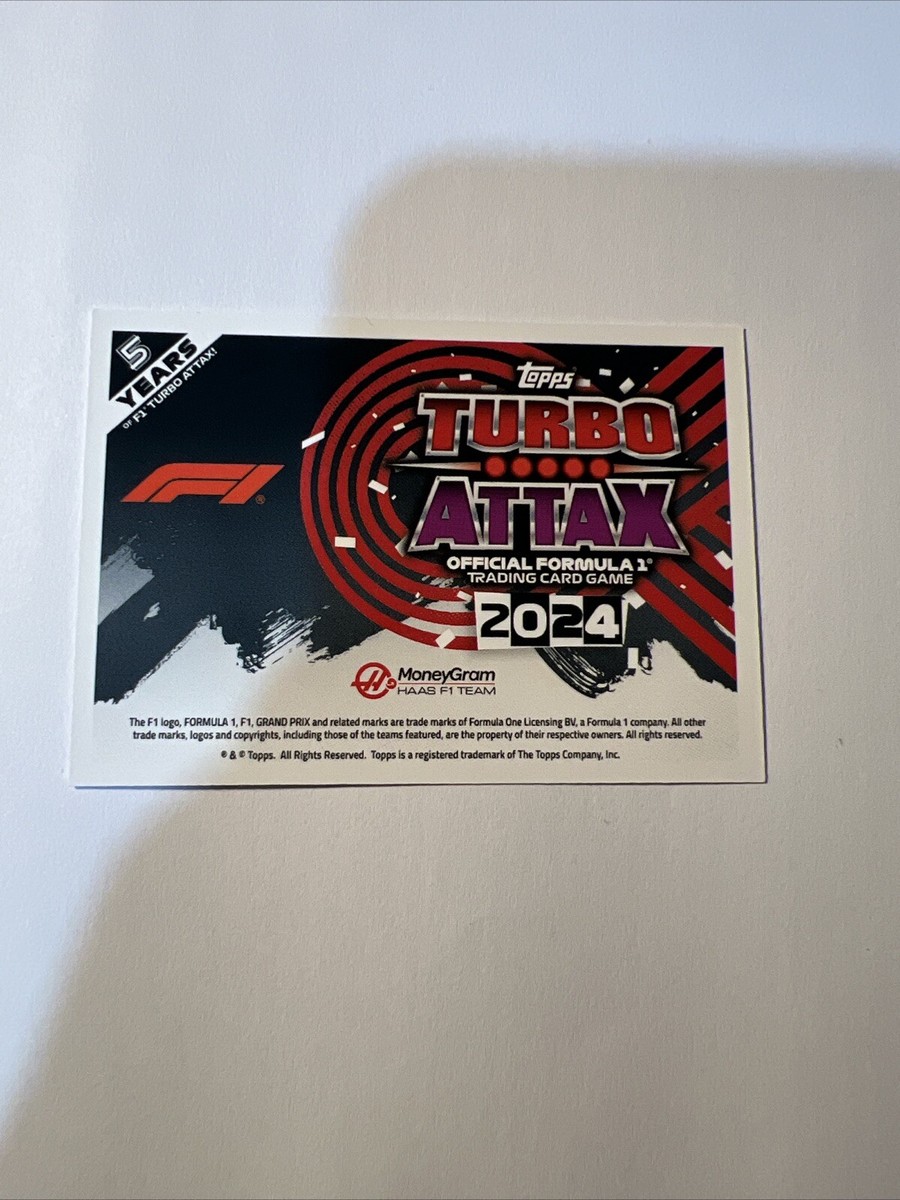 5
YEARS
OF F1® TURBO ATTAX!
F1®
topps®
TURBO
ATTAX
OFFICIAL FORMULA 1®
TRADING CARD GAME
2024
H MoneyGram
HAAS F1 TEAM
The F1 logo, FORMULA 1, F1, GRAND PRIX and related marks are trade marks of Formula One Licensing BV, a Formula 1 company. All other
trade marks, logos and copyrights, including those of the teams featured, are the property of their respective owners. All rights reserved.
® & © Topps. All Rights Reserved. Topps is a registered trademark of The Topps Company, Inc.